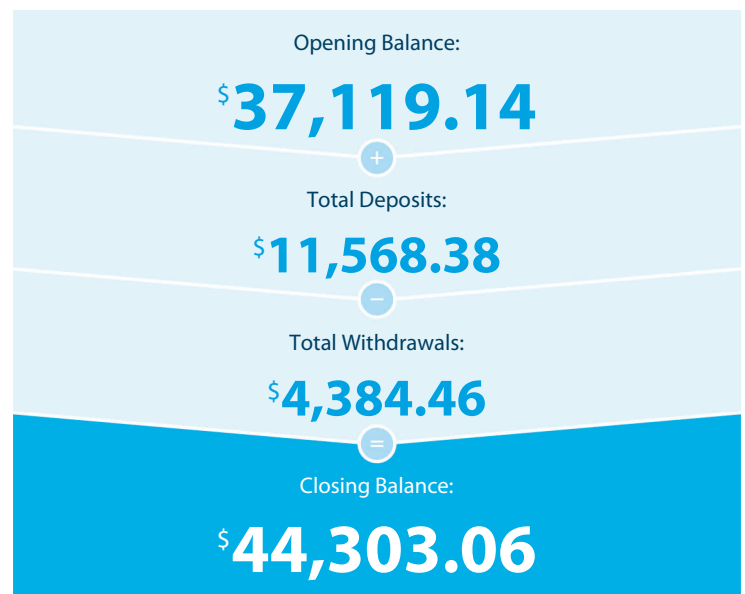 Opening Balance:
$37,119.14
+
Total Deposits:
$11,568.38
−
Total Withdrawals:
$4,384.46
=
Closing Balance:
$44,303.06